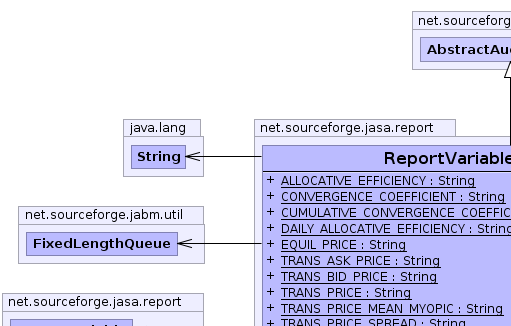 net.sourceforge
AbstractAu
java.lang
String
net.sourceforge.jasa.report
ReportVariable
+ ALLOCATIVE_EFFICIENCY : String
+ CONVERGENCE_COEFFICIENT : String
+ CUMULATIVE_CONVERGENCE_COEFFIC
+ DAILY_ALLOCATIVE_EFFICIENCY : String
+ EQUIL_PRICE : String
+ TRANS_ASK_PRICE : String
+ TRANS_BID_PRICE : String
+ TRANS_PRICE : String
+ TRANS_PRICE_MEAN_MYOPIC : String
+ TRANS_PRICE_SPREAD : String
net.sourceforge.jabm.util
FixedLengthQueue
net.sourceforge.jasa.report